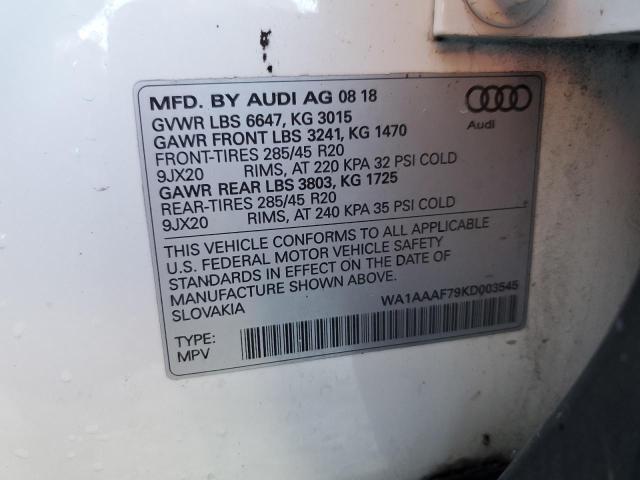 MFD. BY AUDI AG 08 18
GVWR LBS 6647, KG 3015
GAWR FRONT LBS 3241, KG 1470
FRONT-TIRES 285/45 R20
9JX20 RIMS, AT 220 KPA 32 PSI COLD
GAWR REAR LBS 3803, KG 1725
REAR-TIRES 285/45 R20
9JX20 RIMS, AT 240 KPA 35 PSI COLD
Audi
THIS VEHICLE CONFORMS TO ALL APPLICABLE
U.S. FEDERAL MOTOR VEHICLE SAFETY
STANDARDS IN EFFECT ON THE DATE OF
MANUFACTURE SHOWN ABOVE.
SLOVAKIA
WA1AAAF79KD003545
TYPE:
MPV